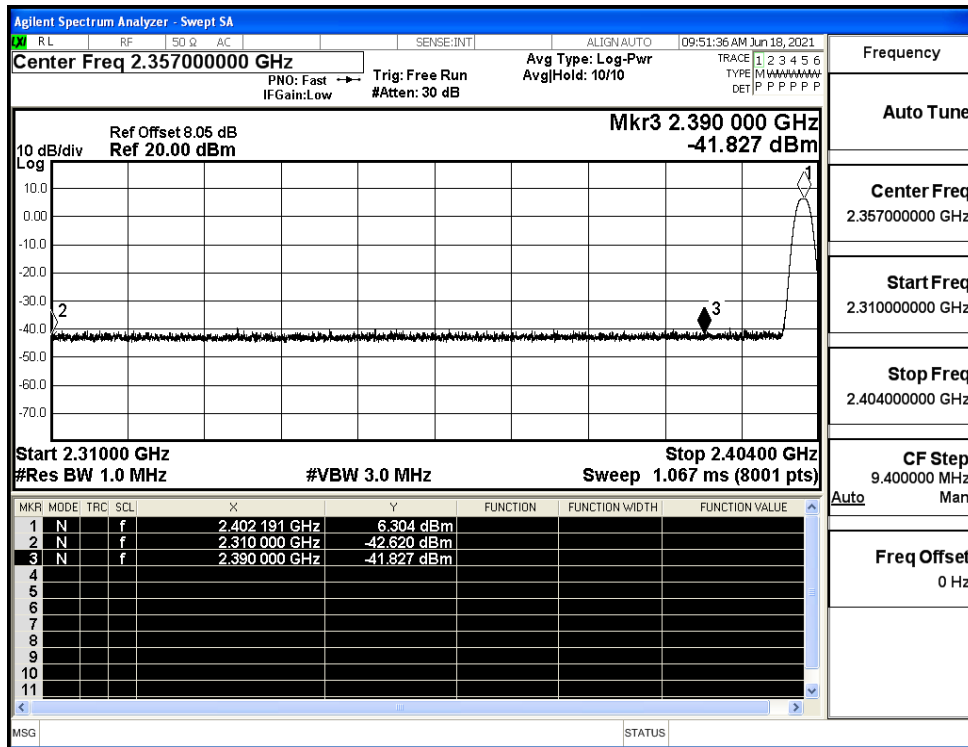 Agilent Spectrum Analyzer - Swept SA
LXI RL RF 50 Ω AC SENSE:INT ALIGN AUTO 09:51:36 AM Jun 18, 2021
Center Freq 2.357000000 GHz
PNO: Fast
IFGain:Low
Trig: Free Run
#Atten: 30 dB
Avg Type: Log-Pwr
Avg|Hold: 10/10
TRACE 1 2 3 4 5 6
TYPE M
DET P P P P P P
Ref Offset 8.05 dB
10 dB/div Ref 20.00 dBm
Log
Mkr3 2.390 000 GHz
-41.827 dBm
10.0
0.00
-10.0
-20.0
-30.0
-40.0
-50.0
-60.0
-70.0
1
2
3
Start 2.31000 GHz Stop 2.40400 GHz
#Res BW 1.0 MHz #VBW 3.0 MHz Sweep 1.067 ms (8001 pts)
MKR MODE TRC SCL X Y FUNCTION FUNCTION WIDTH FUNCTION VALUE
1 N f 2.402 191 GHz 6.304 dBm
2 N f 2.310 000 GHz -42.620 dBm
3 N f 2.390 000 GHz -41.827 dBm
4
5
6
7
8
9
10
11
MSG STATUS
Frequency
Auto Tune
Center Freq
2.357000000 GHz
Start Freq
2.310000000 GHz
Stop Freq
2.404000000 GHz
CF Step
9.400000 MHz
Auto Man
Freq Offset
0 Hz